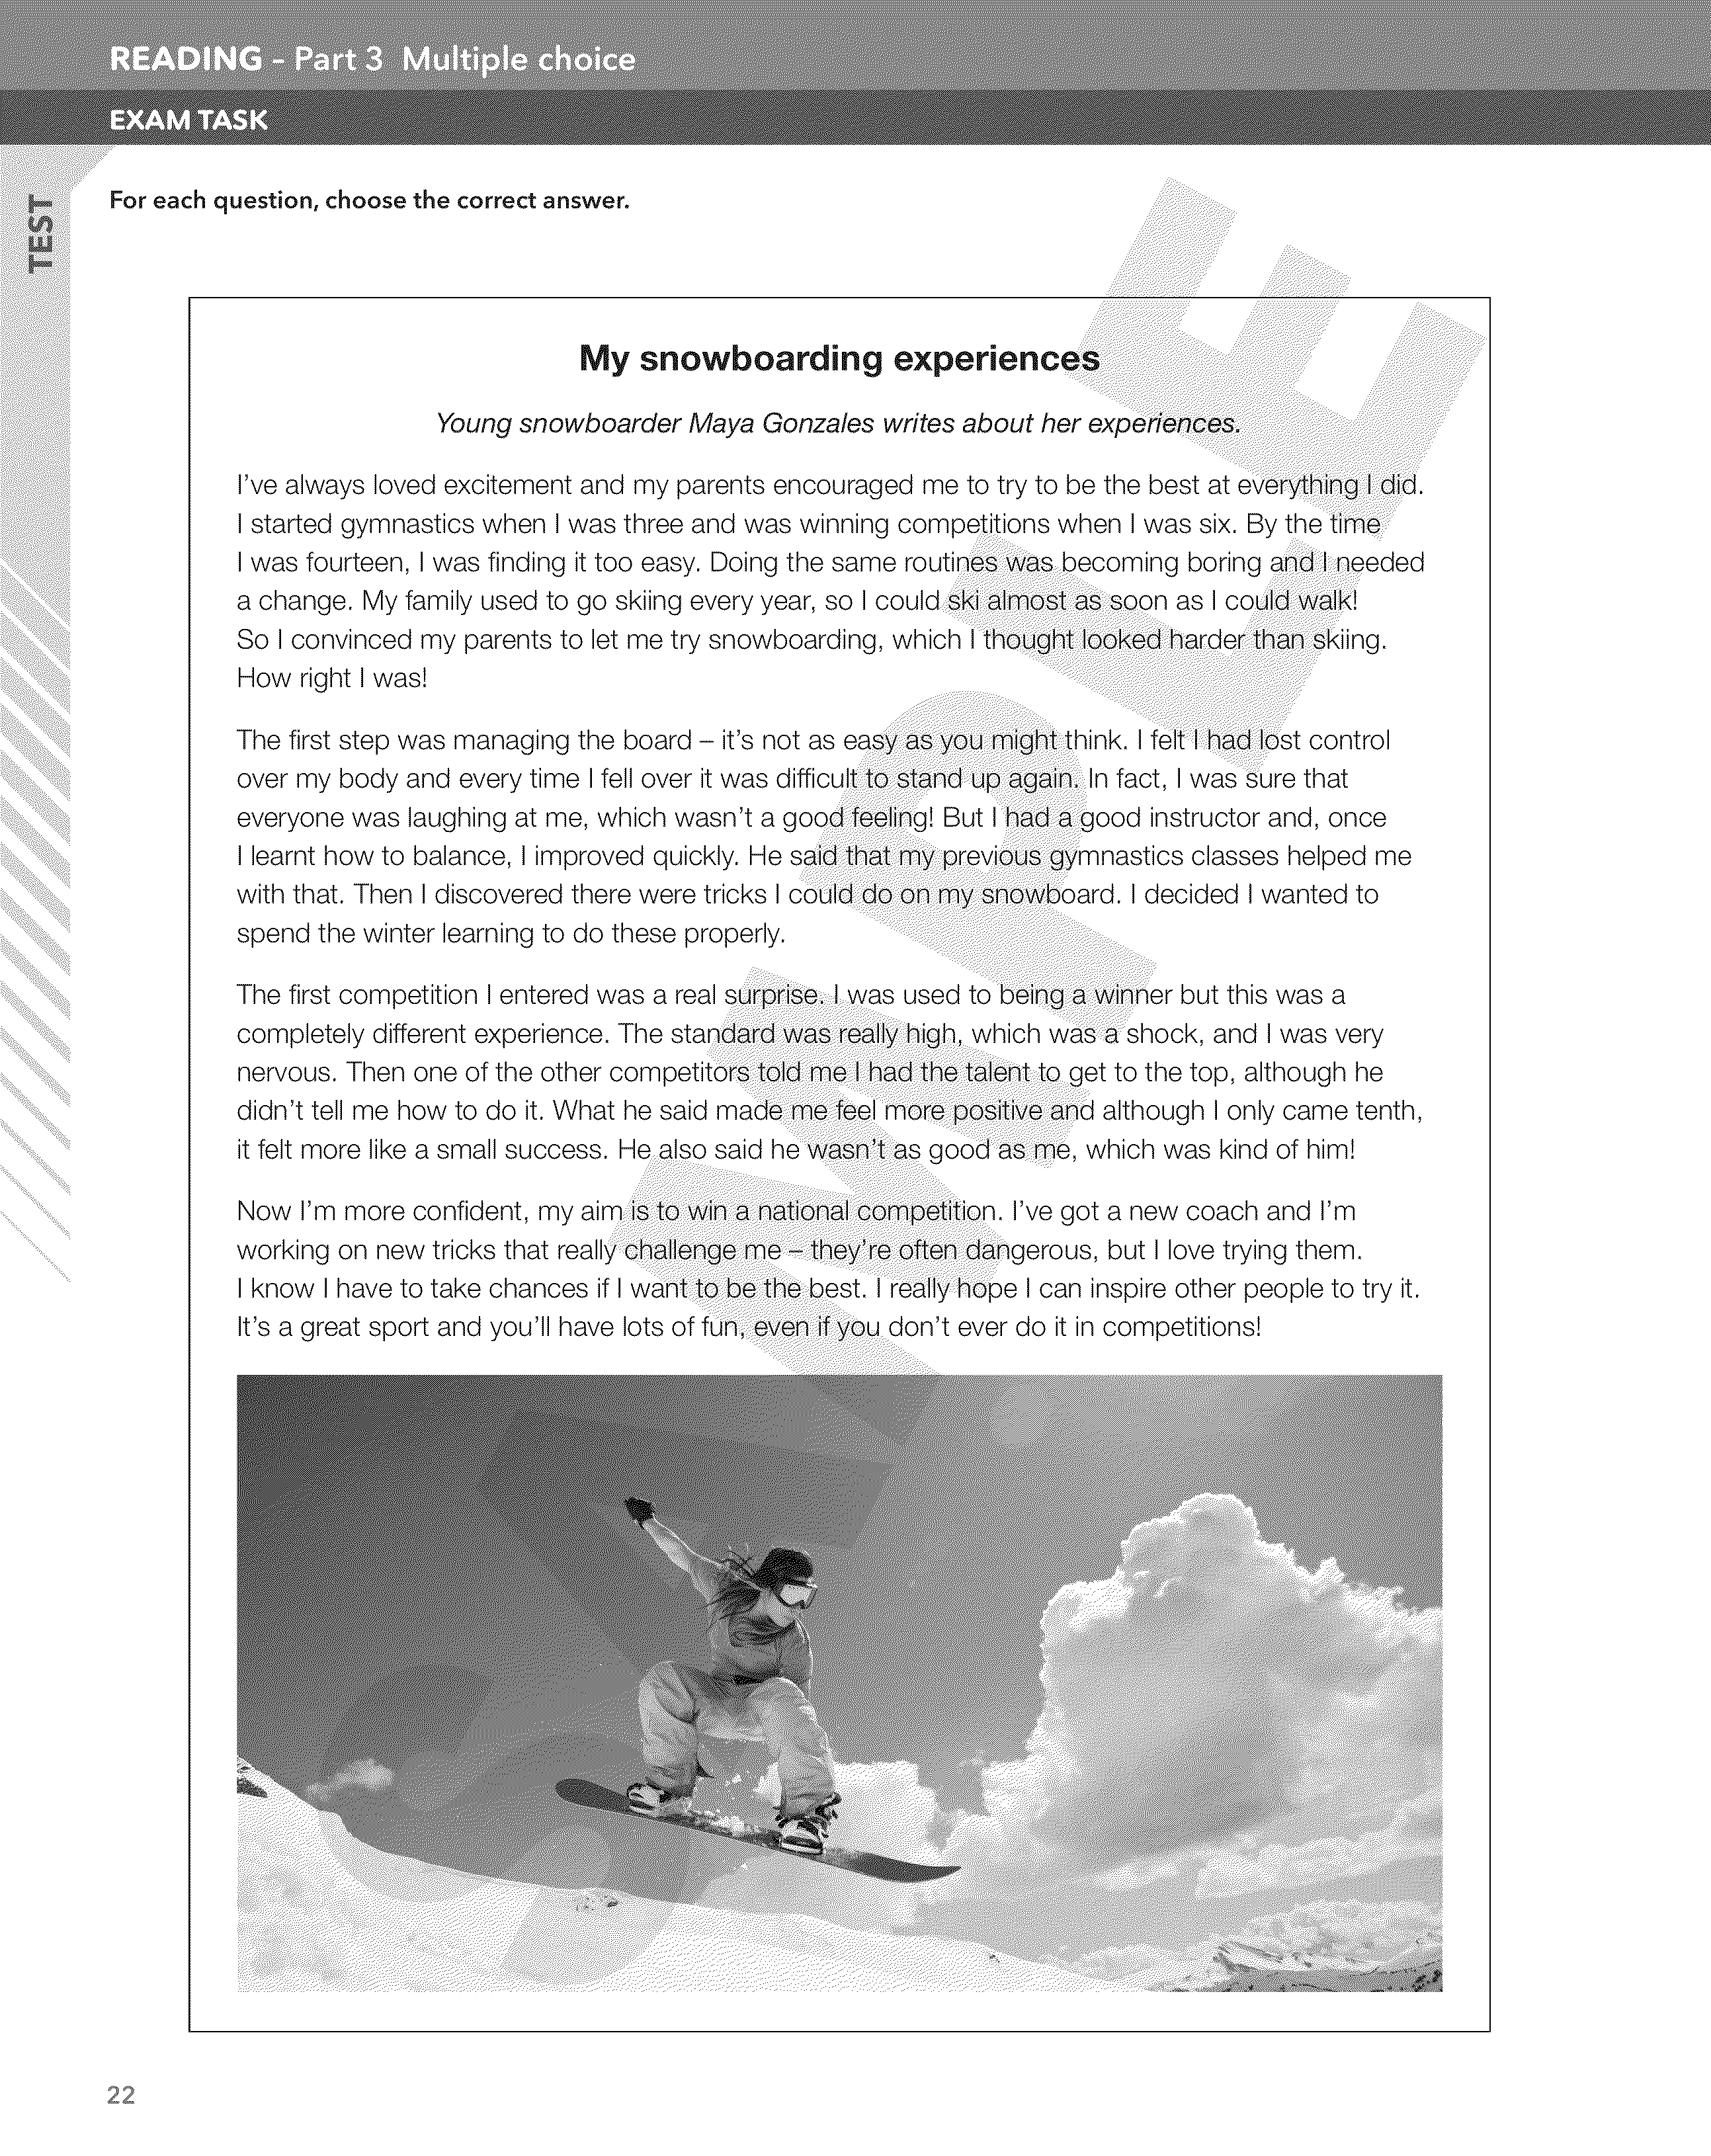 READING – Part 3 Multiple choice
EXAM TASK
TEST
For each question, choose the correct answer.
My snowboarding experiences
Young snowboarder Maya Gonzales writes about her experiences.
I've always loved excitement and my parents encouraged me to try to be the best at everything I did.
I started gymnastics when I was three and was winning competitions when I was six. By the time
I was fourteen, I was finding it too easy. Doing the same routines was becoming boring and I needed
a change. My family used to go skiing every year, so I could ski almost as soon as I could walk!
So I convinced my parents to let me try snowboarding, which I thought looked harder than skiing.
How right I was!
The first step was managing the board – it's not as easy as you might think. I felt I had lost control
over my body and every time I fell over it was difficult to stand up again. In fact, I was sure that
everyone was laughing at me, which wasn't a good feeling! But I had a good instructor and, once
I learnt how to balance, I improved quickly. He said that my previous gymnastics classes helped me
with that. Then I discovered there were tricks I could do on my snowboard. I decided I wanted to
spend the winter learning to do these properly.
The first competition I entered was a real surprise. I was used to being a winner but this was a
completely different experience. The standard was really high, which was a shock, and I was very
nervous. Then one of the other competitors told me I had the talent to get to the top, although he
didn't tell me how to do it. What he said made me feel more positive and although I only came tenth,
it felt more like a small success. He also said he wasn't as good as me, which was kind of him!
Now I'm more confident, my aim is to win a national competition. I've got a new coach and I'm
working on new tricks that really challenge me – they're often dangerous, but I love trying them.
I know I have to take chances if I want to be the best. I really hope I can inspire other people to try it.
It's a great sport and you'll have lots of fun, even if you don't ever do it in competitions!
SAMPLE
22